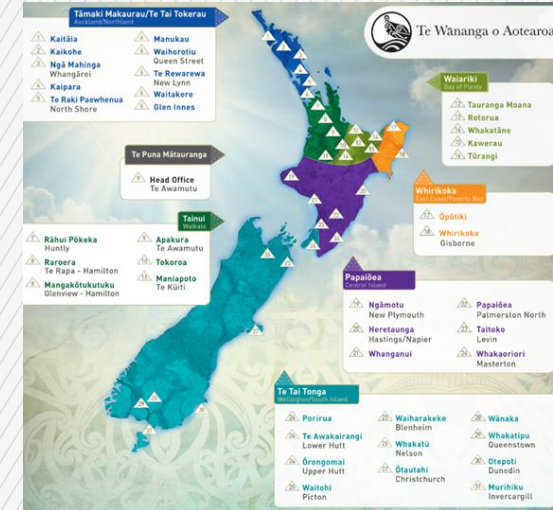 Te Wānanga o Aotearoa
Tāmaki Makaurau/Te Tai Tokerau
Auckland/Northland
Kaitāia
Kaikohe
Ngā Mahinga
Whangārei
Kaipara
Te Raki Paewhenua
North Shore
Manukau
Waihorotiu
Queen Street
Te Rewarewa
New Lynn
Waitakere
Glen Innes
Te Puna Mātauranga
Head Office
Te Awamutu
Tainui
Waikato
Rāhui Pōkeka
Huntly
Raroera
Te Rapa - Hamilton
Mangakōtukutuku
Glenview - Hamilton
Apakura
Te Awamutu
Tokoroa
Maniapoto
Te Kūiti
Waiariki
Bay of Plenty
Tauranga Moana
Rotorua
Whakatāne
Kawerau
Tūrangi
Whirikoka
East Coast/Poverty Bay
Ōpōtiki
Whirikoka
Gisborne
Papaiōea
Central Island
Ngāmotu
New Plymouth
Heretaunga
Hastings/Napier
Whanganui
Papaiōea
Palmerston North
Taitoko
Levin
Whakaoriori
Masterton
Te Tai Tonga
Wellington/South Island
Porirua
Te Awakairangi
Lower Hutt
Ōrongomai
Upper Hutt
Waitohi
Picton
Waiharakeke
Blenheim
Whakatū
Nelson
Ōtautahi
Christchurch
Wānaka
Whakatipu
Queenstown
Otepoti
Dunedin
Murihiku
Invercargill